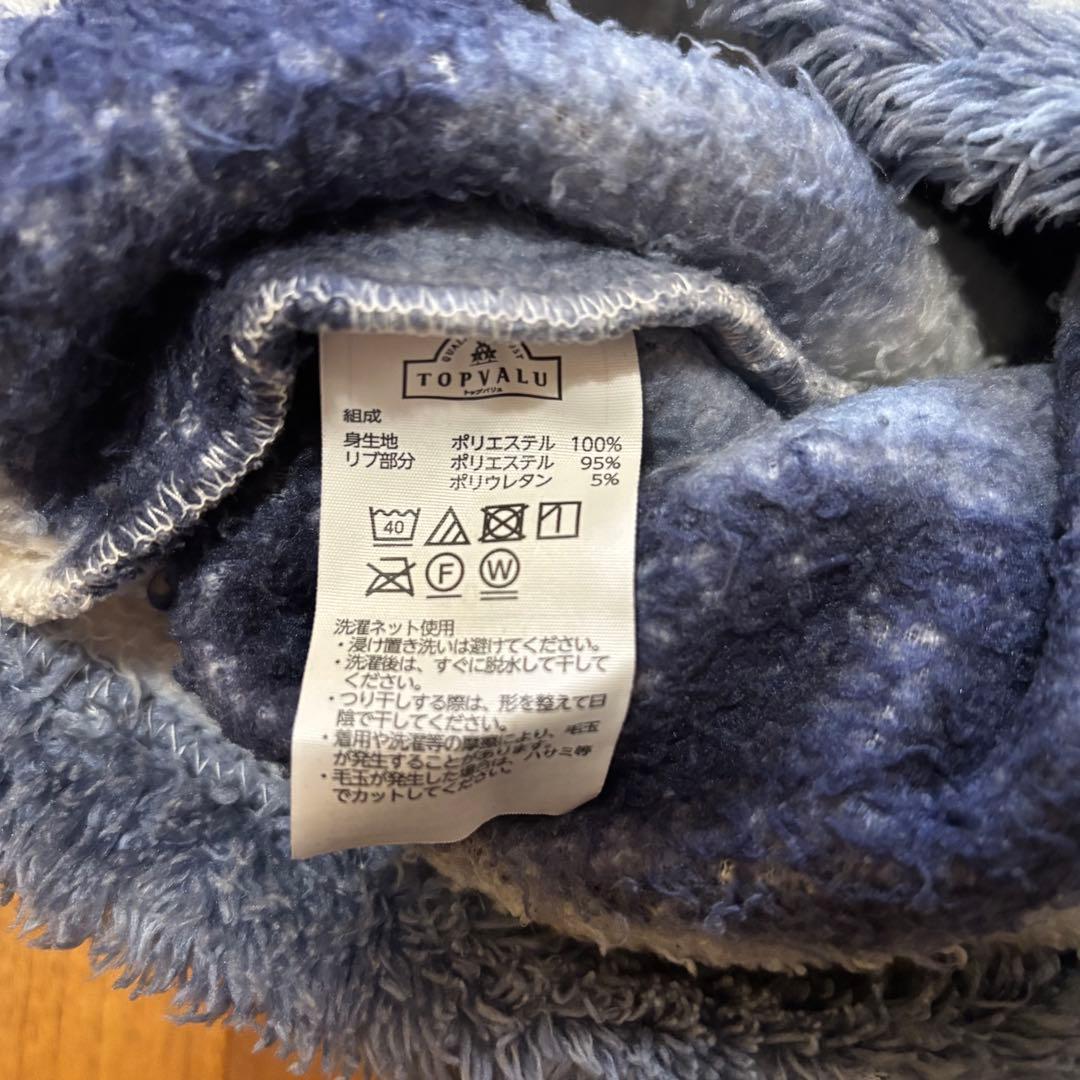 TOPVALU
トップバリュ
組成
身生地 ポリエステル 100%
リブ部分 ポリエステル 95%
ポリウレタン 5%
40
F W
洗濯ネット使用
・浸け置き洗いは避けてください。
・洗濯後は、すぐに脱水して干して
ください。
・つり干しする際は、形を整えて日
陰で干してください。
・着用や洗濯等の摩擦により、毛玉
が発生することがあります。
・毛玉が発生した場合は、ハサミ等
でカットしてください。